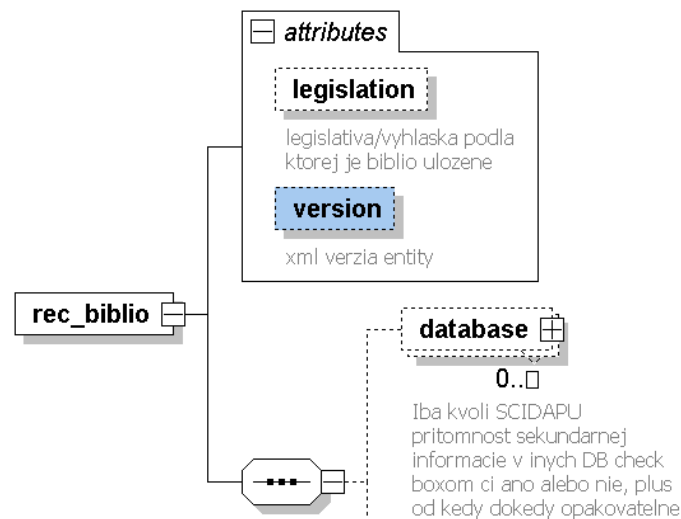 attributes
legislation
legislativa/vyhlaska podla
ktorej je biblio ulozene
version
xml verzia entity
rec_biblio
database
0..□
Iba kvoli SCIDAPU
pritomnost sekundarnej
informacie v inych DB check
boxom ci ano alebo nie, plus
od kedy dokedy opakovatelne